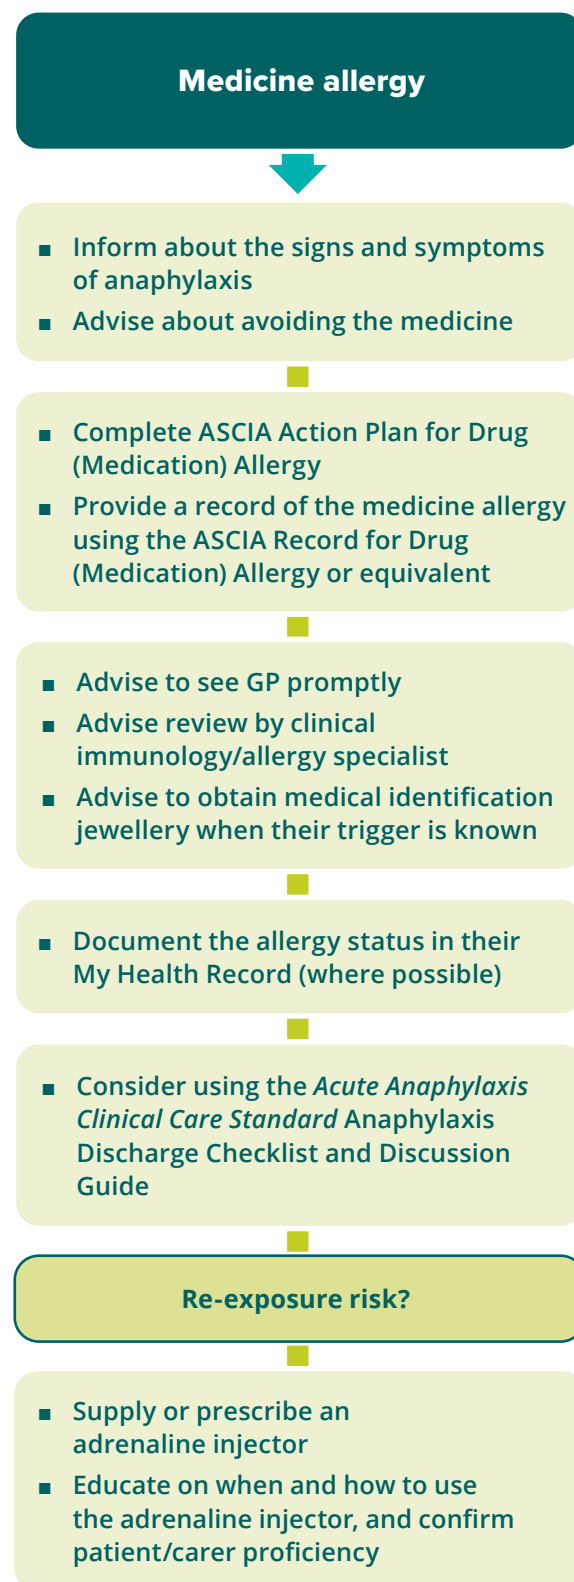 Medicine allergy
■ Inform about the signs and symptoms
of anaphylaxis
■ Advise about avoiding the medicine
■ Complete ASCIA Action Plan for Drug
(Medication) Allergy
■ Provide a record of the medicine allergy
using the ASCIA Record for Drug
(Medication) Allergy or equivalent
■ Advise to see GP promptly
■ Advise review by clinical
immunology/allergy specialist
■ Advise to obtain medical identification
jewellery when their trigger is known
■ Document the allergy status in their
My Health Record (where possible)
■ Consider using the Acute Anaphylaxis
Clinical Care Standard Anaphylaxis
Discharge Checklist and Discussion
Guide
Re-exposure risk?
■ Supply or prescribe an
adrenaline injector
■ Educate on when and how to use
the adrenaline injector, and confirm
patient/carer proficiency